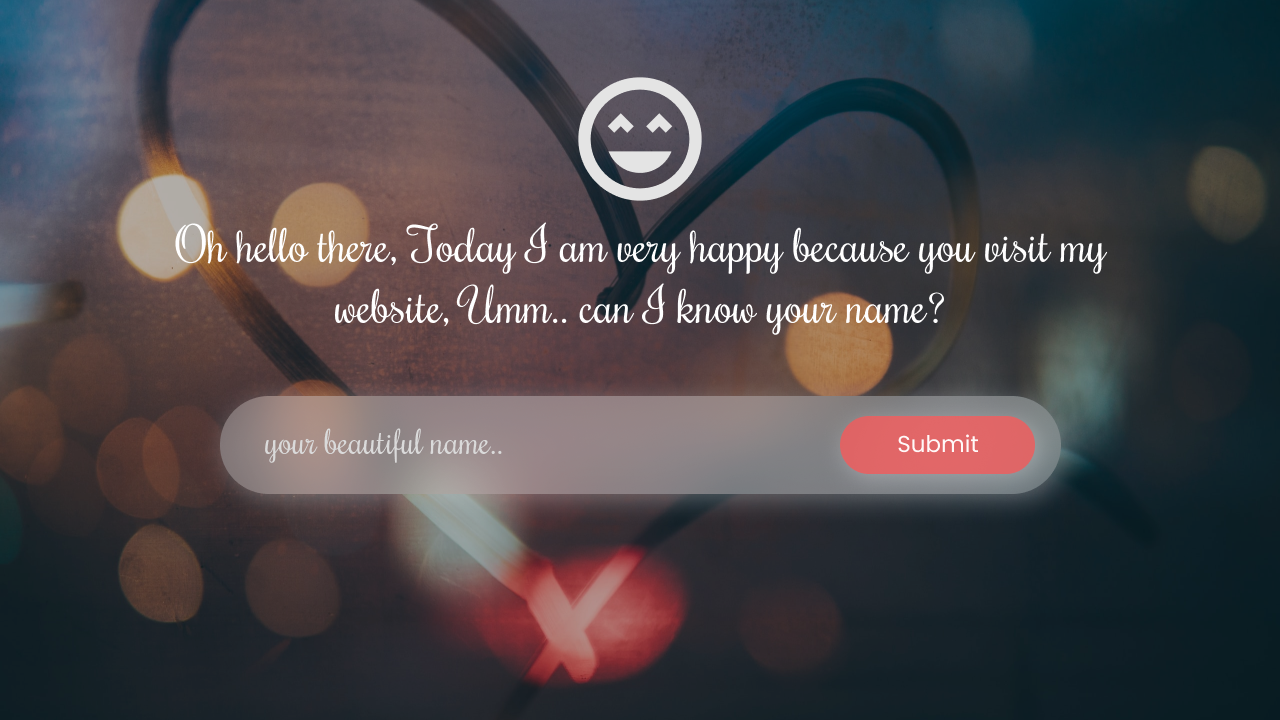 Oh hello there, Today I am very happy because you visit my
website, Umm.. can I know your name?
your beautiful name..
Submit